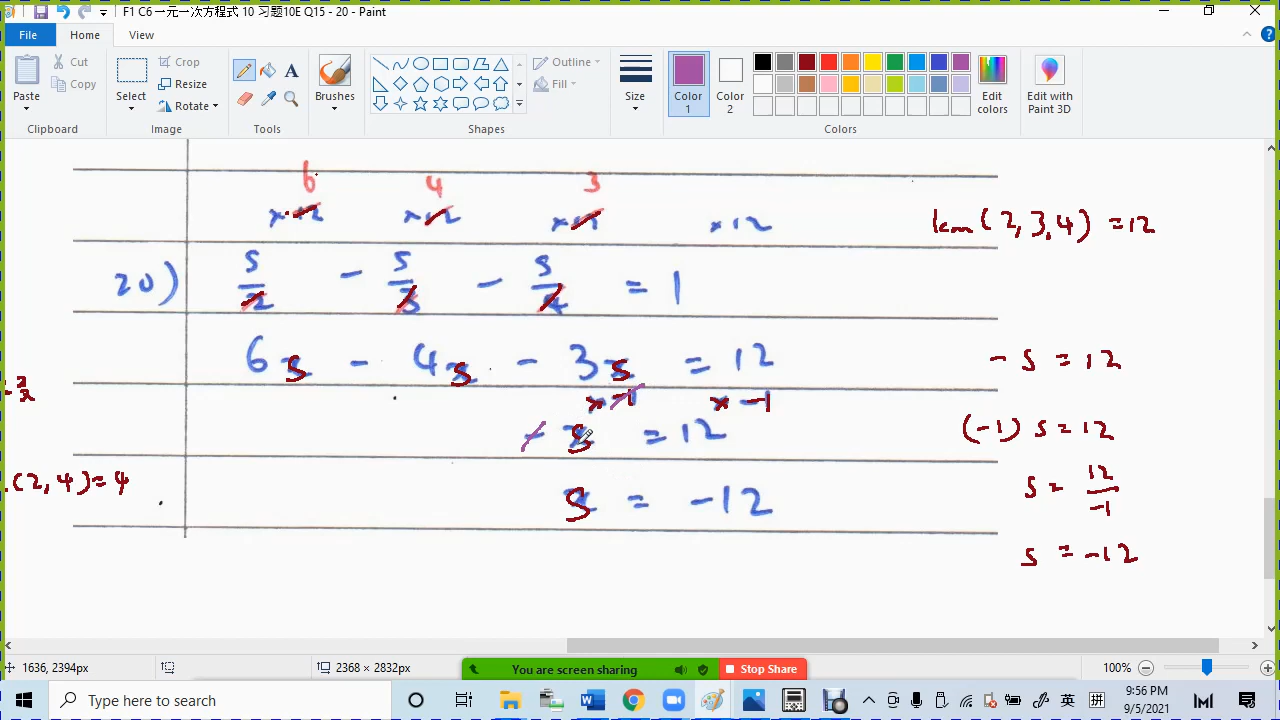 F1 C6一元一次方程式 10 习题10E Q15 - 20 - Paint
File Home View
Paste Cut Copy Select Crop Resize Rotate A Brushes Outline Fill Size Color 1 Color 2 Edit colors Edit with Paint 3D
Clipboard Image Tools Shapes Colors
6 4 3
×12 ×12 ×12 ×12 lcm(2,3,4) = 12
20) s/2 - s/3 - s/4 = 1
6s - 4s - 3s = 12 - s = 12
×-1 ×-1
- s = 12 (-1) s = 12
.(2,4)=4 s = 12/-1
s = -12
s = -12
1636, 2394px 2368 × 2832px 100%
You are screen sharing Stop Share
Type here to search 英 拼 9:56 PM
9/5/2021